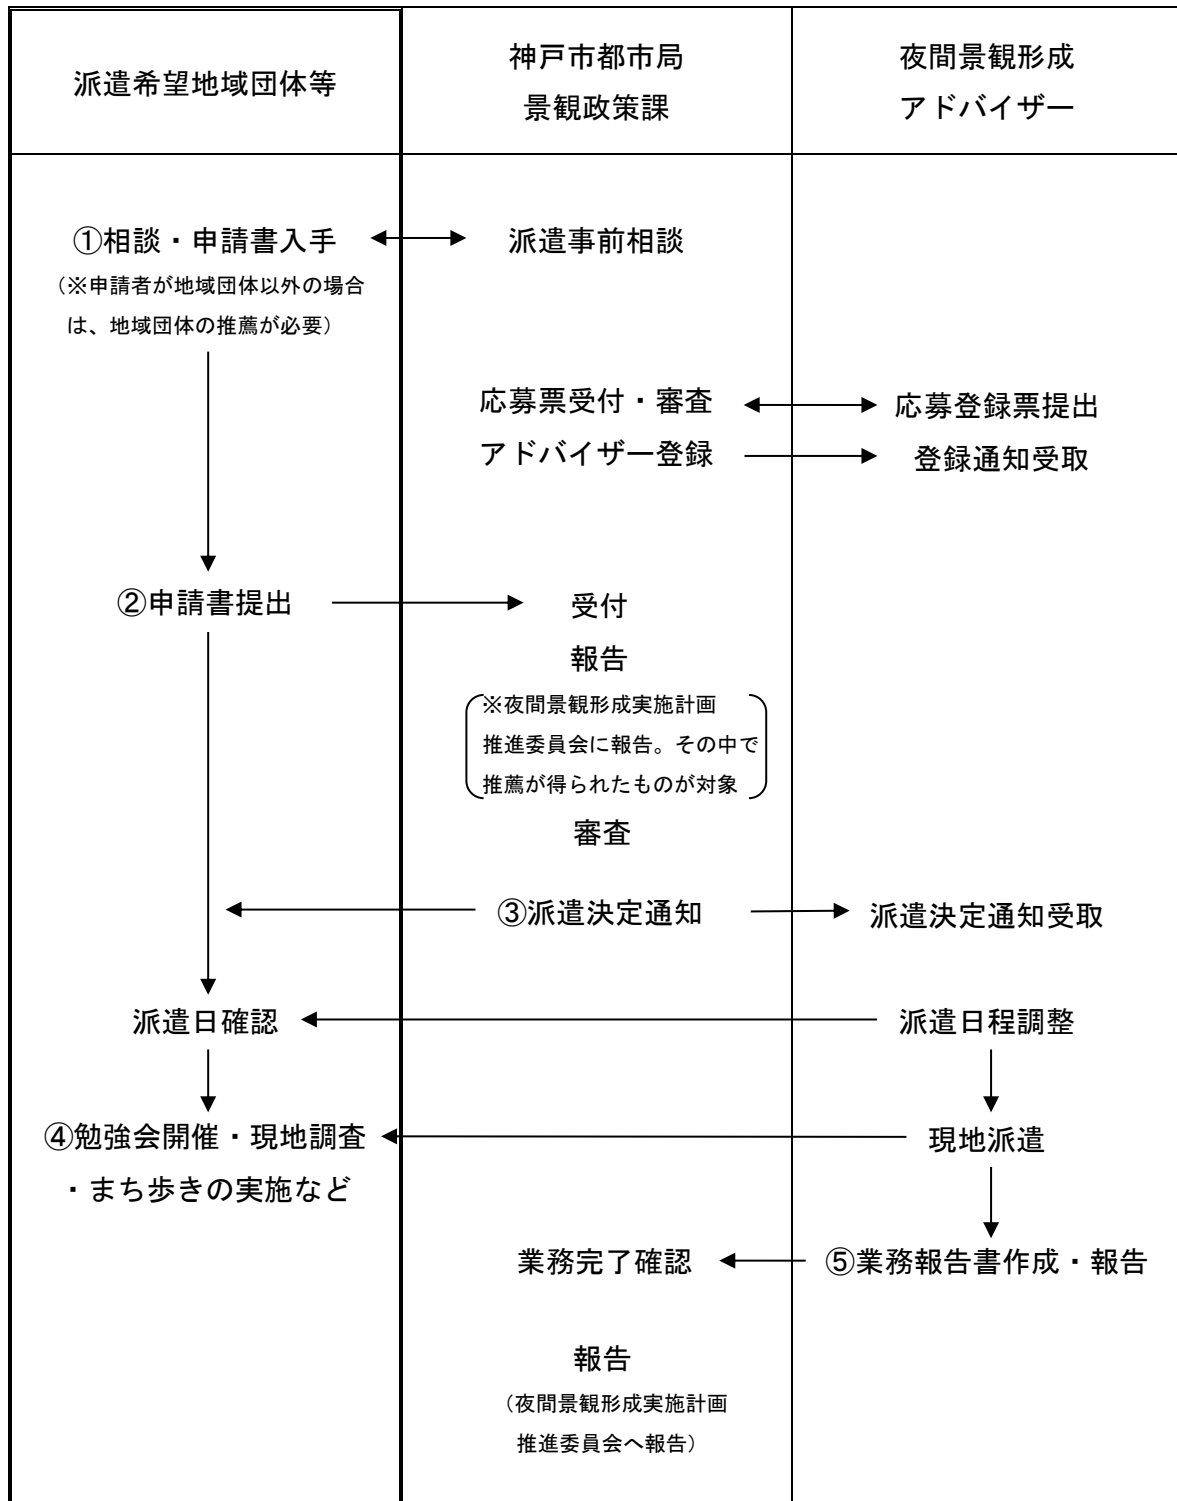 派遣希望地域団体等
神戸市都市局
景観政策課
夜間景観形成
アドバイザー
①相談・申請書入手
派遣事前相談
(※申請者が地域団体以外の場合
は、地域団体の推薦が必要)
応募票受付・審査
応募登録票提出
アドバイザー登録
登録通知受取
②申請書提出
受付
報告
※夜間景観形成実施計画
推進委員会に報告。その中で
推薦が得られたものが対象
審査
③派遣決定通知
派遣決定通知受取
派遣日確認
派遣日程調整
④勉強会開催・現地調査
・まち歩きの実施など
現地派遣
業務完了確認
⑤業務報告書作成・報告
報告
(夜間景観形成実施計画
推進委員会へ報告)